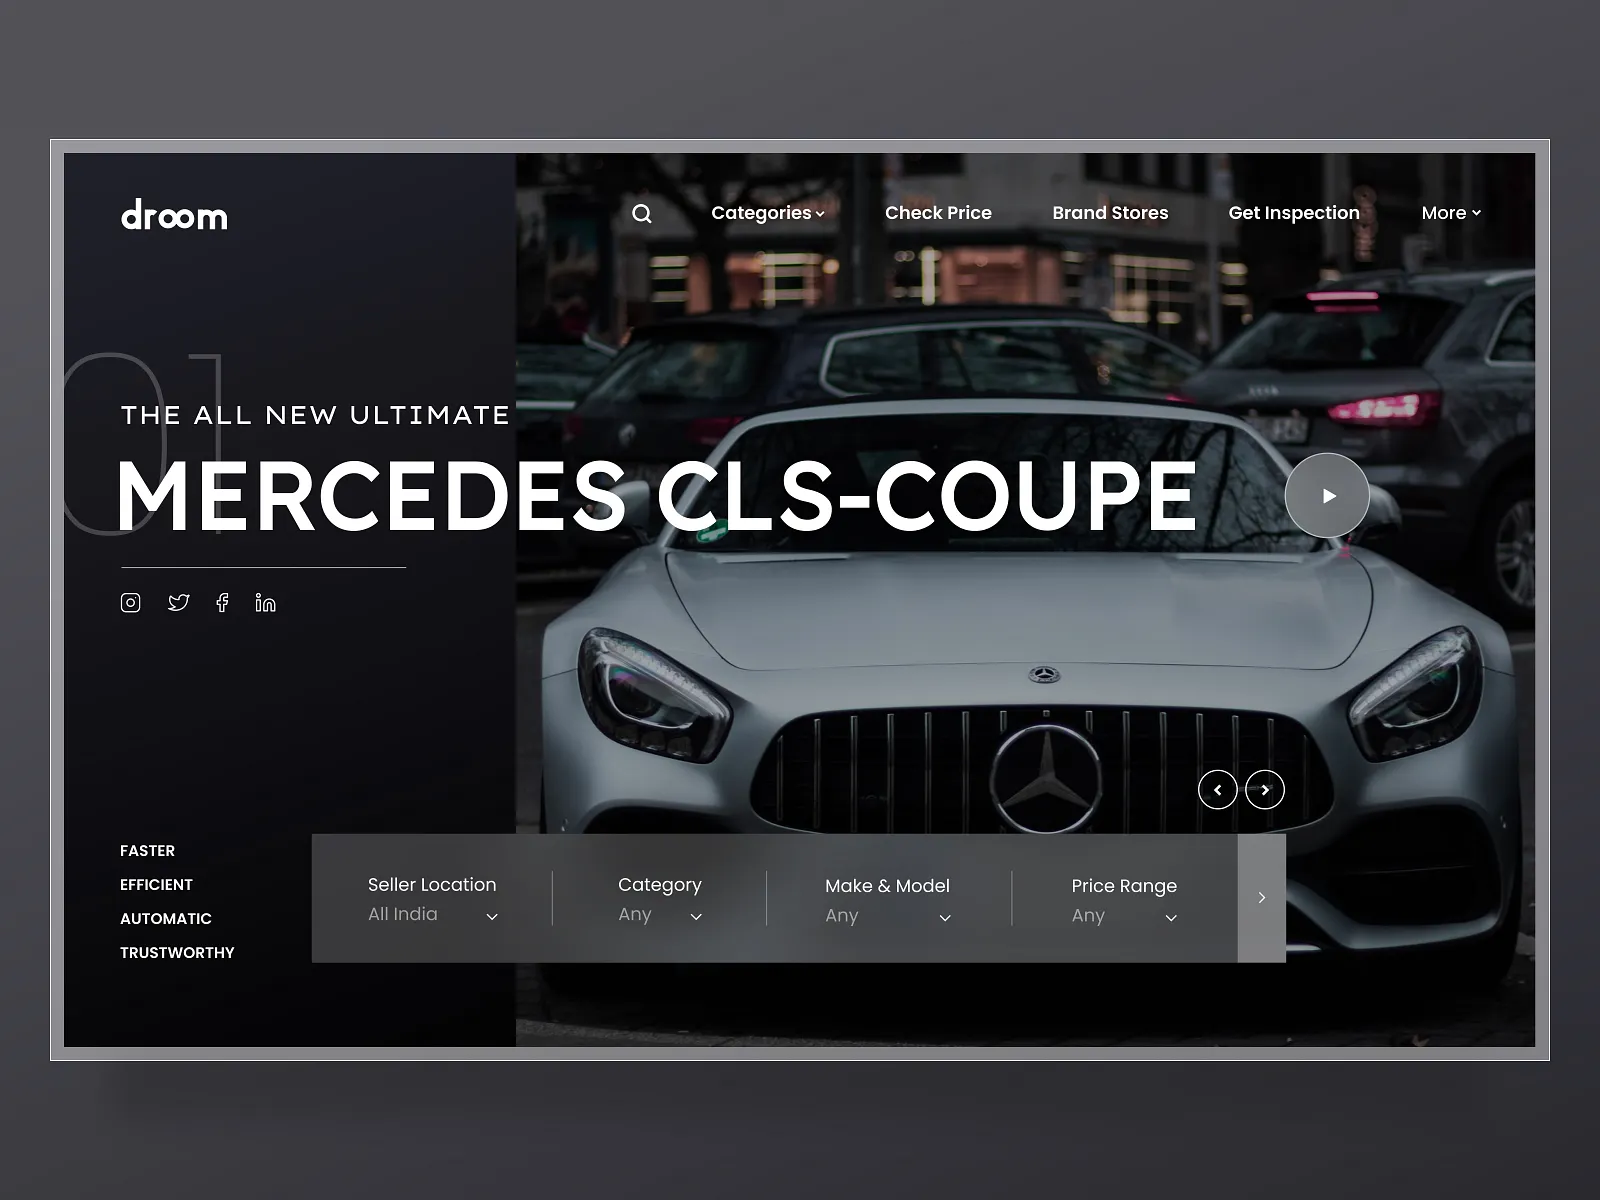 droom
Categories
Check Price
Brand Stores
Get Inspection
More
01
THE ALL NEW ULTIMATE
MERCEDES CLS-COUPE
FASTER
EFFICIENT
AUTOMATIC
TRUSTWORTHY
Seller Location
All India
Category
Any
Make & Model
Any
Price Range
Any